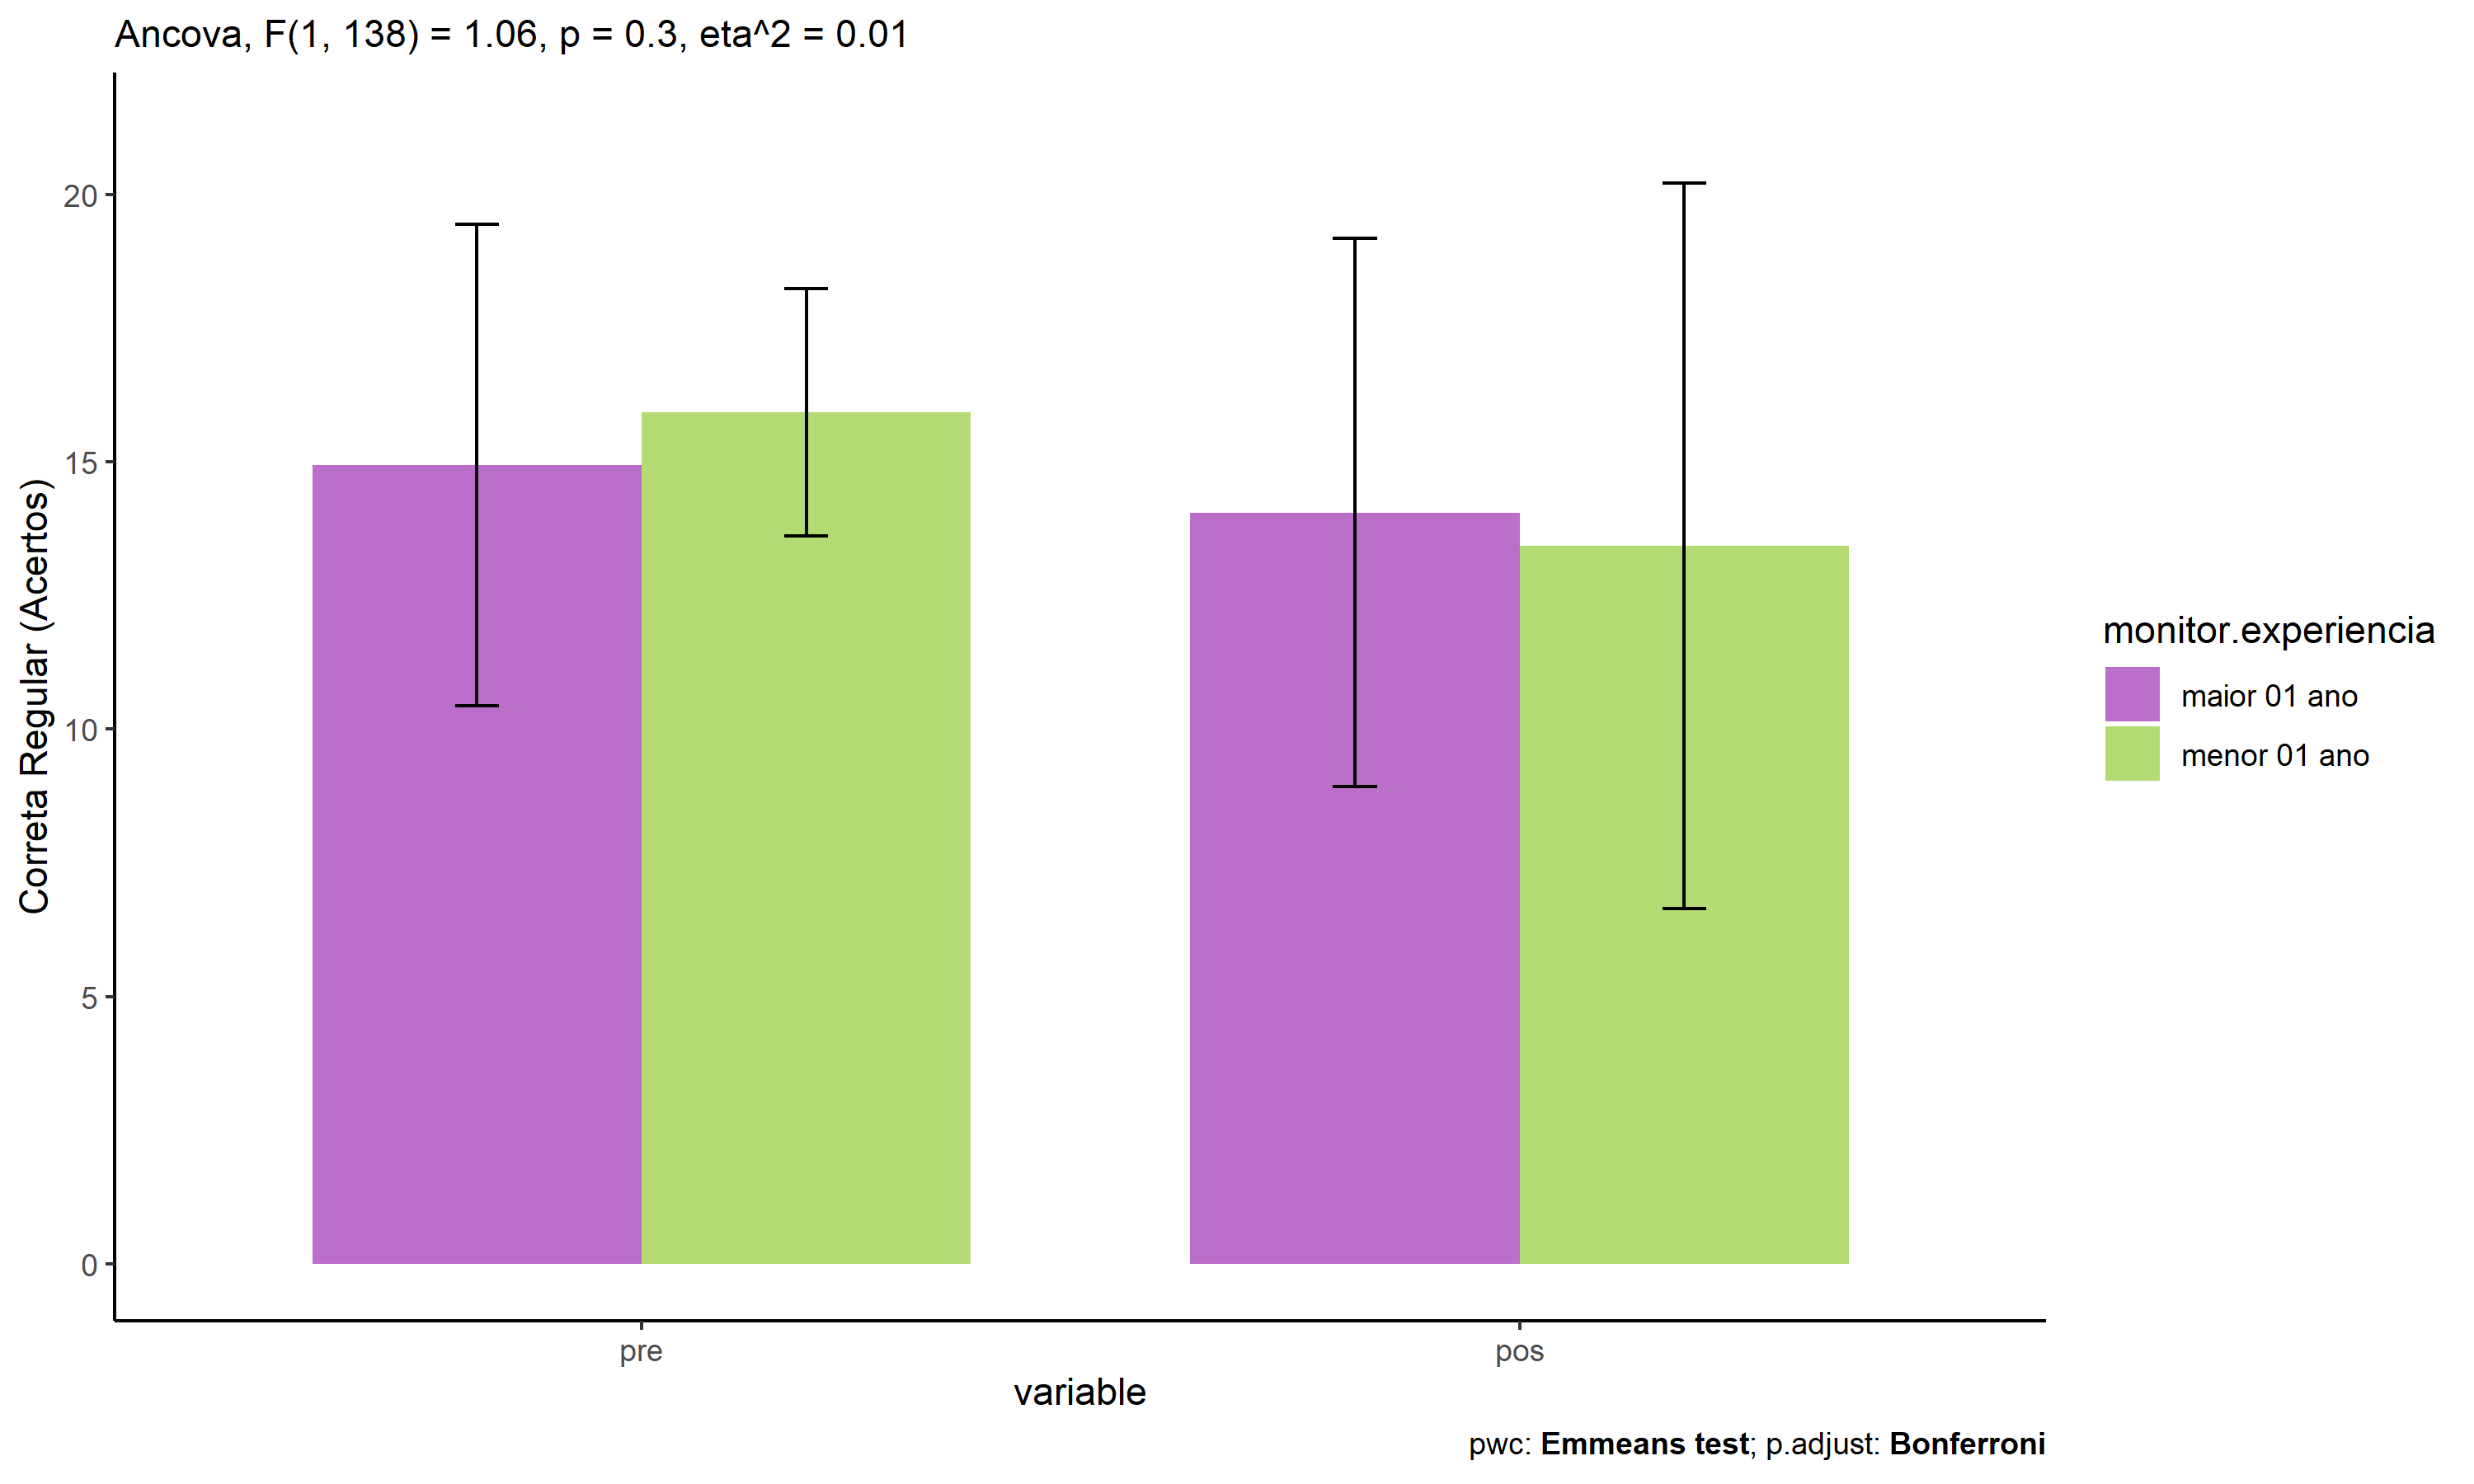 Ancova, F(1, 138) = 1.06, p = 0.3, eta^2 = 0.01
Correta Regular (Acertos)
20
15
10
5
0
pre
pos
variable
monitor.experiencia
maior 01 ano
menor 01 ano
pwc: Emmeans test; p.adjust: Bonferroni